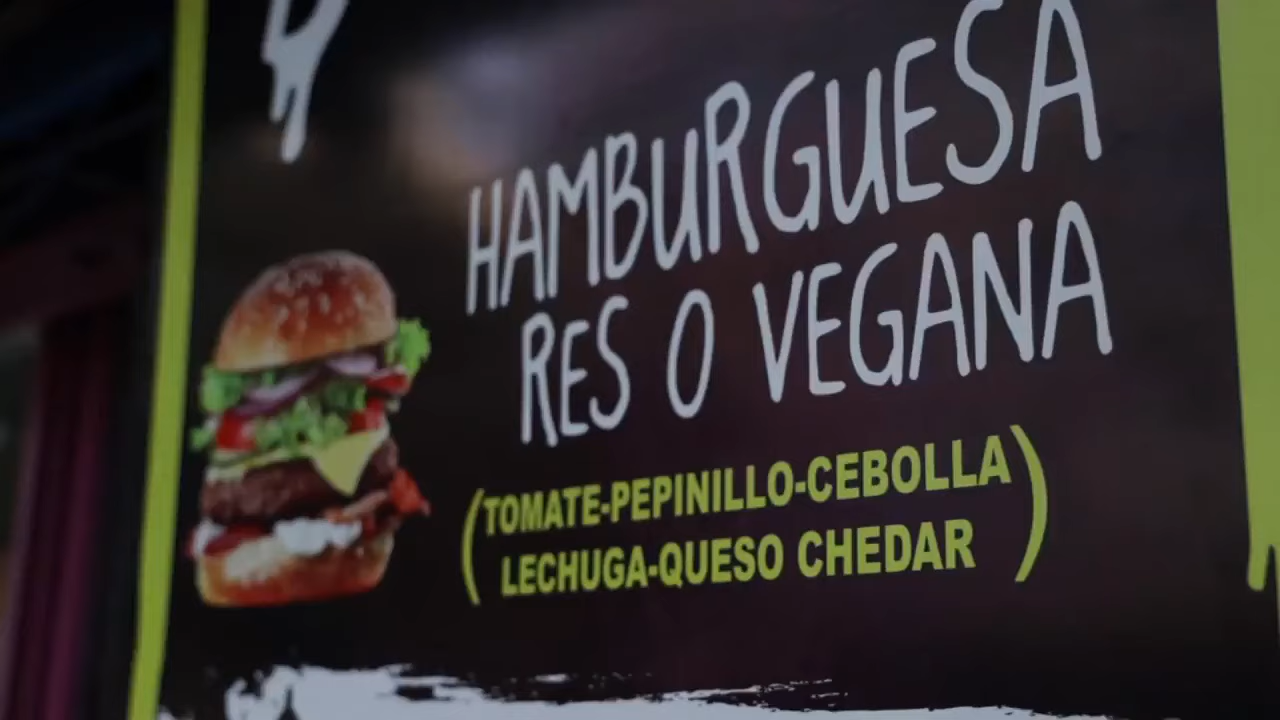 HAMBURGUESA
RES O VEGANA
(TOMATE-PEPINILLO-CEBOLLA
LECHUGA-QUESO CHEDAR)